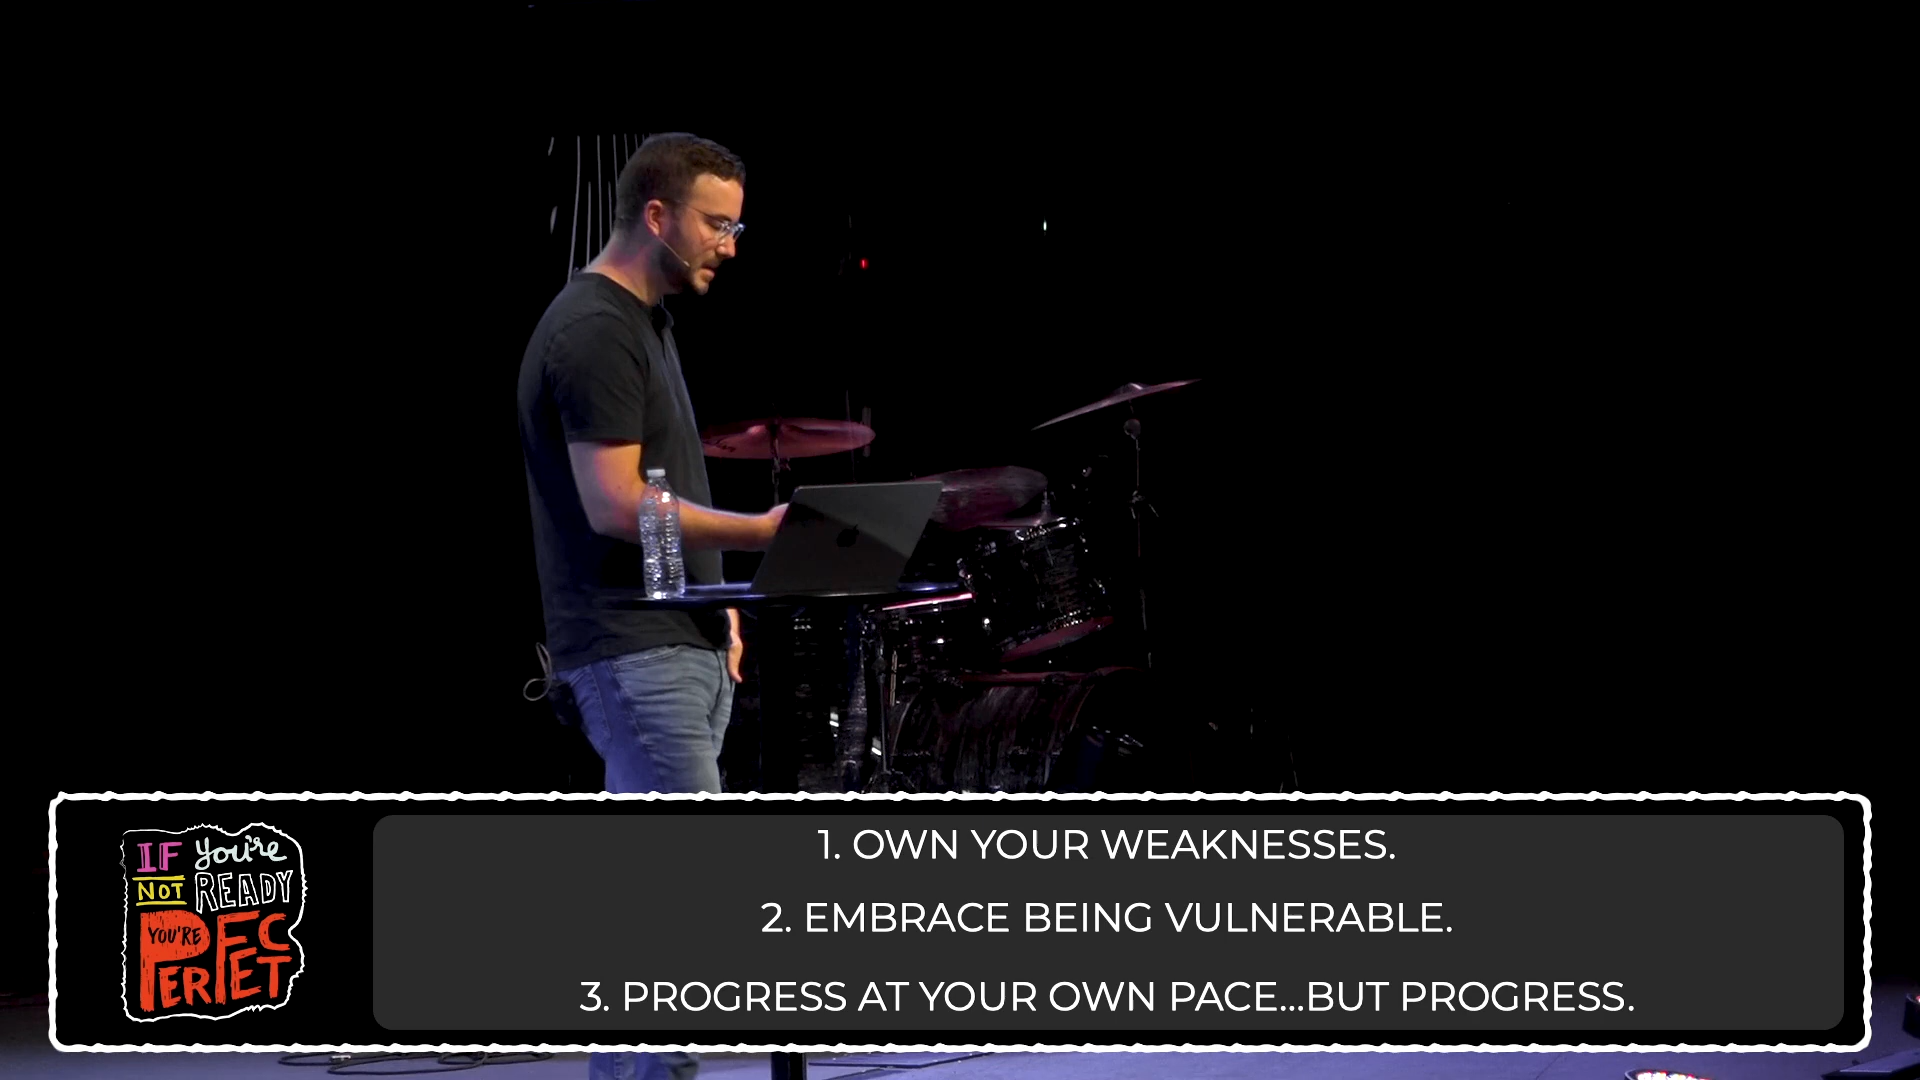 IF you're
NOT READY
YOU'RE PERFECT
1. OWN YOUR WEAKNESSES.
2. EMBRACE BEING VULNERABLE.
3. PROGRESS AT YOUR OWN PACE...BUT PROGRESS.